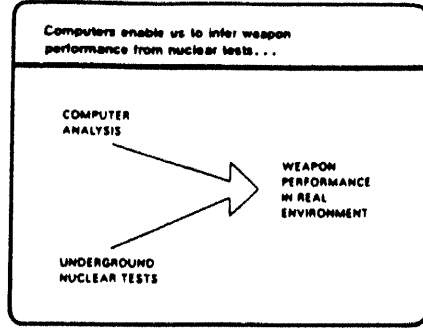 Computers enable us to infer weapon
performance from nuclear tests...
COMPUTER
ANALYSIS
WEAPON
PERFORMANCE
IN REAL
ENVIRONMENT
UNDERGROUND
NUCLEAR TESTS